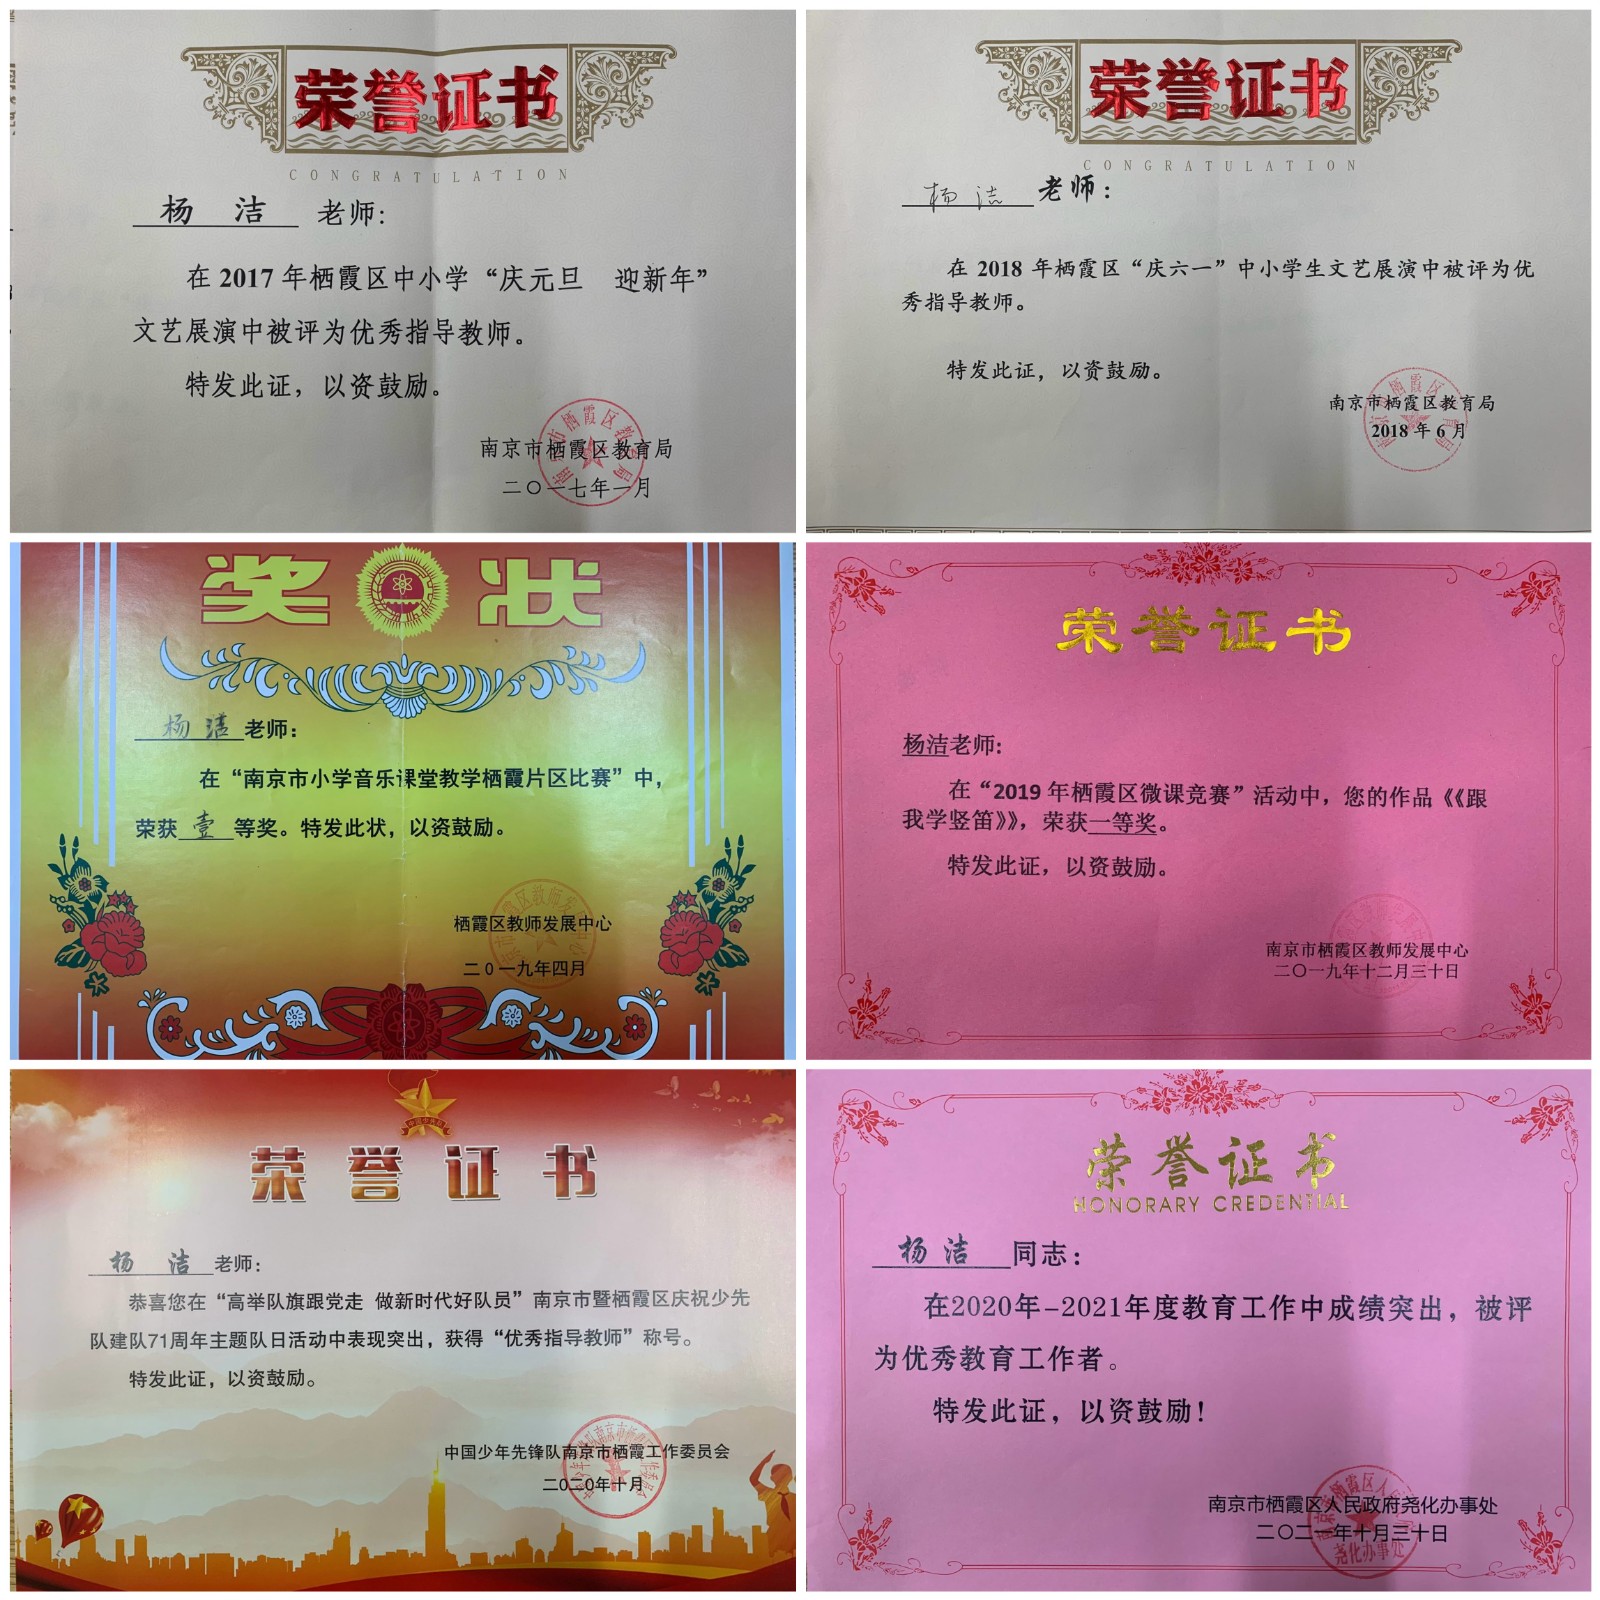 荣誉证书
CONGRATULATION
杨 洁 老师:
在 2017 年栖霞区中小学“庆元旦 迎新年”
文艺展演中被评为优秀指导教师。
特发此证，以资鼓励。
南京市栖霞区教育局
二〇一七年一月
荣誉证书
CONGRATULATION
杨 洁 老师：
在 2018 年栖霞区“庆六一”中小学生文艺展演中被评为优
秀指导教师。
特发此证，以资鼓励。
南京市栖霞区教育局
2018 年 6 月
奖状
杨 洁 老师：
在“南京市小学音乐课堂教学栖霞片区比赛”中，
荣获 壹 等奖。特发此状，以资鼓励。
栖霞区教师发展中心
二0一九年四月
荣誉证书
杨洁老师:
在“2019 年栖霞区微课竞赛”活动中，您的作品《《跟
我学竖笛》》，荣获一等奖。
特发此证，以资鼓励。
南京市栖霞区教师发展中心
二〇一九年十二月三十日
荣誉证书
杨 洁 老师：
恭喜您在“高举队旗跟党走 做新时代好队员”南京市暨栖霞区庆祝少先
队建队71周年主题队日活动中表现突出，获得“优秀指导教师”称号。
特发此证，以资鼓励。
中国少年先锋队南京市栖霞工作委员会
二0二0年十月
荣誉证书
HONORARY CREDENTIAL
杨 洁 同志：
在2020年-2021年度教育工作中成绩突出，被评
为优秀教育工作者。
特发此证，以资鼓励！
南京市栖霞区人民政府尧化办事处
二〇二一年十月三十日